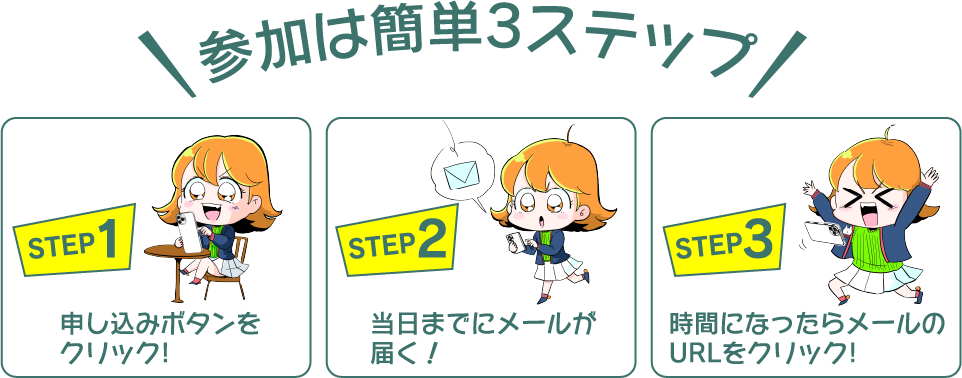 参加は簡単3ステップ
STEP1
申し込みボタンを
クリック!
STEP2
当日までにメールが
届く!
STEP3
時間になったらメールの
URLをクリック!